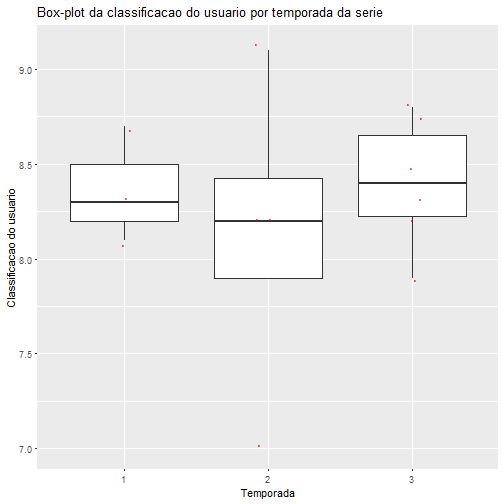 Box-plot da classificacao do usuario por temporada da serie
Classificacao do usuario
9.0
8.5
8.0
7.5
7.0
1
2
3
Temporada